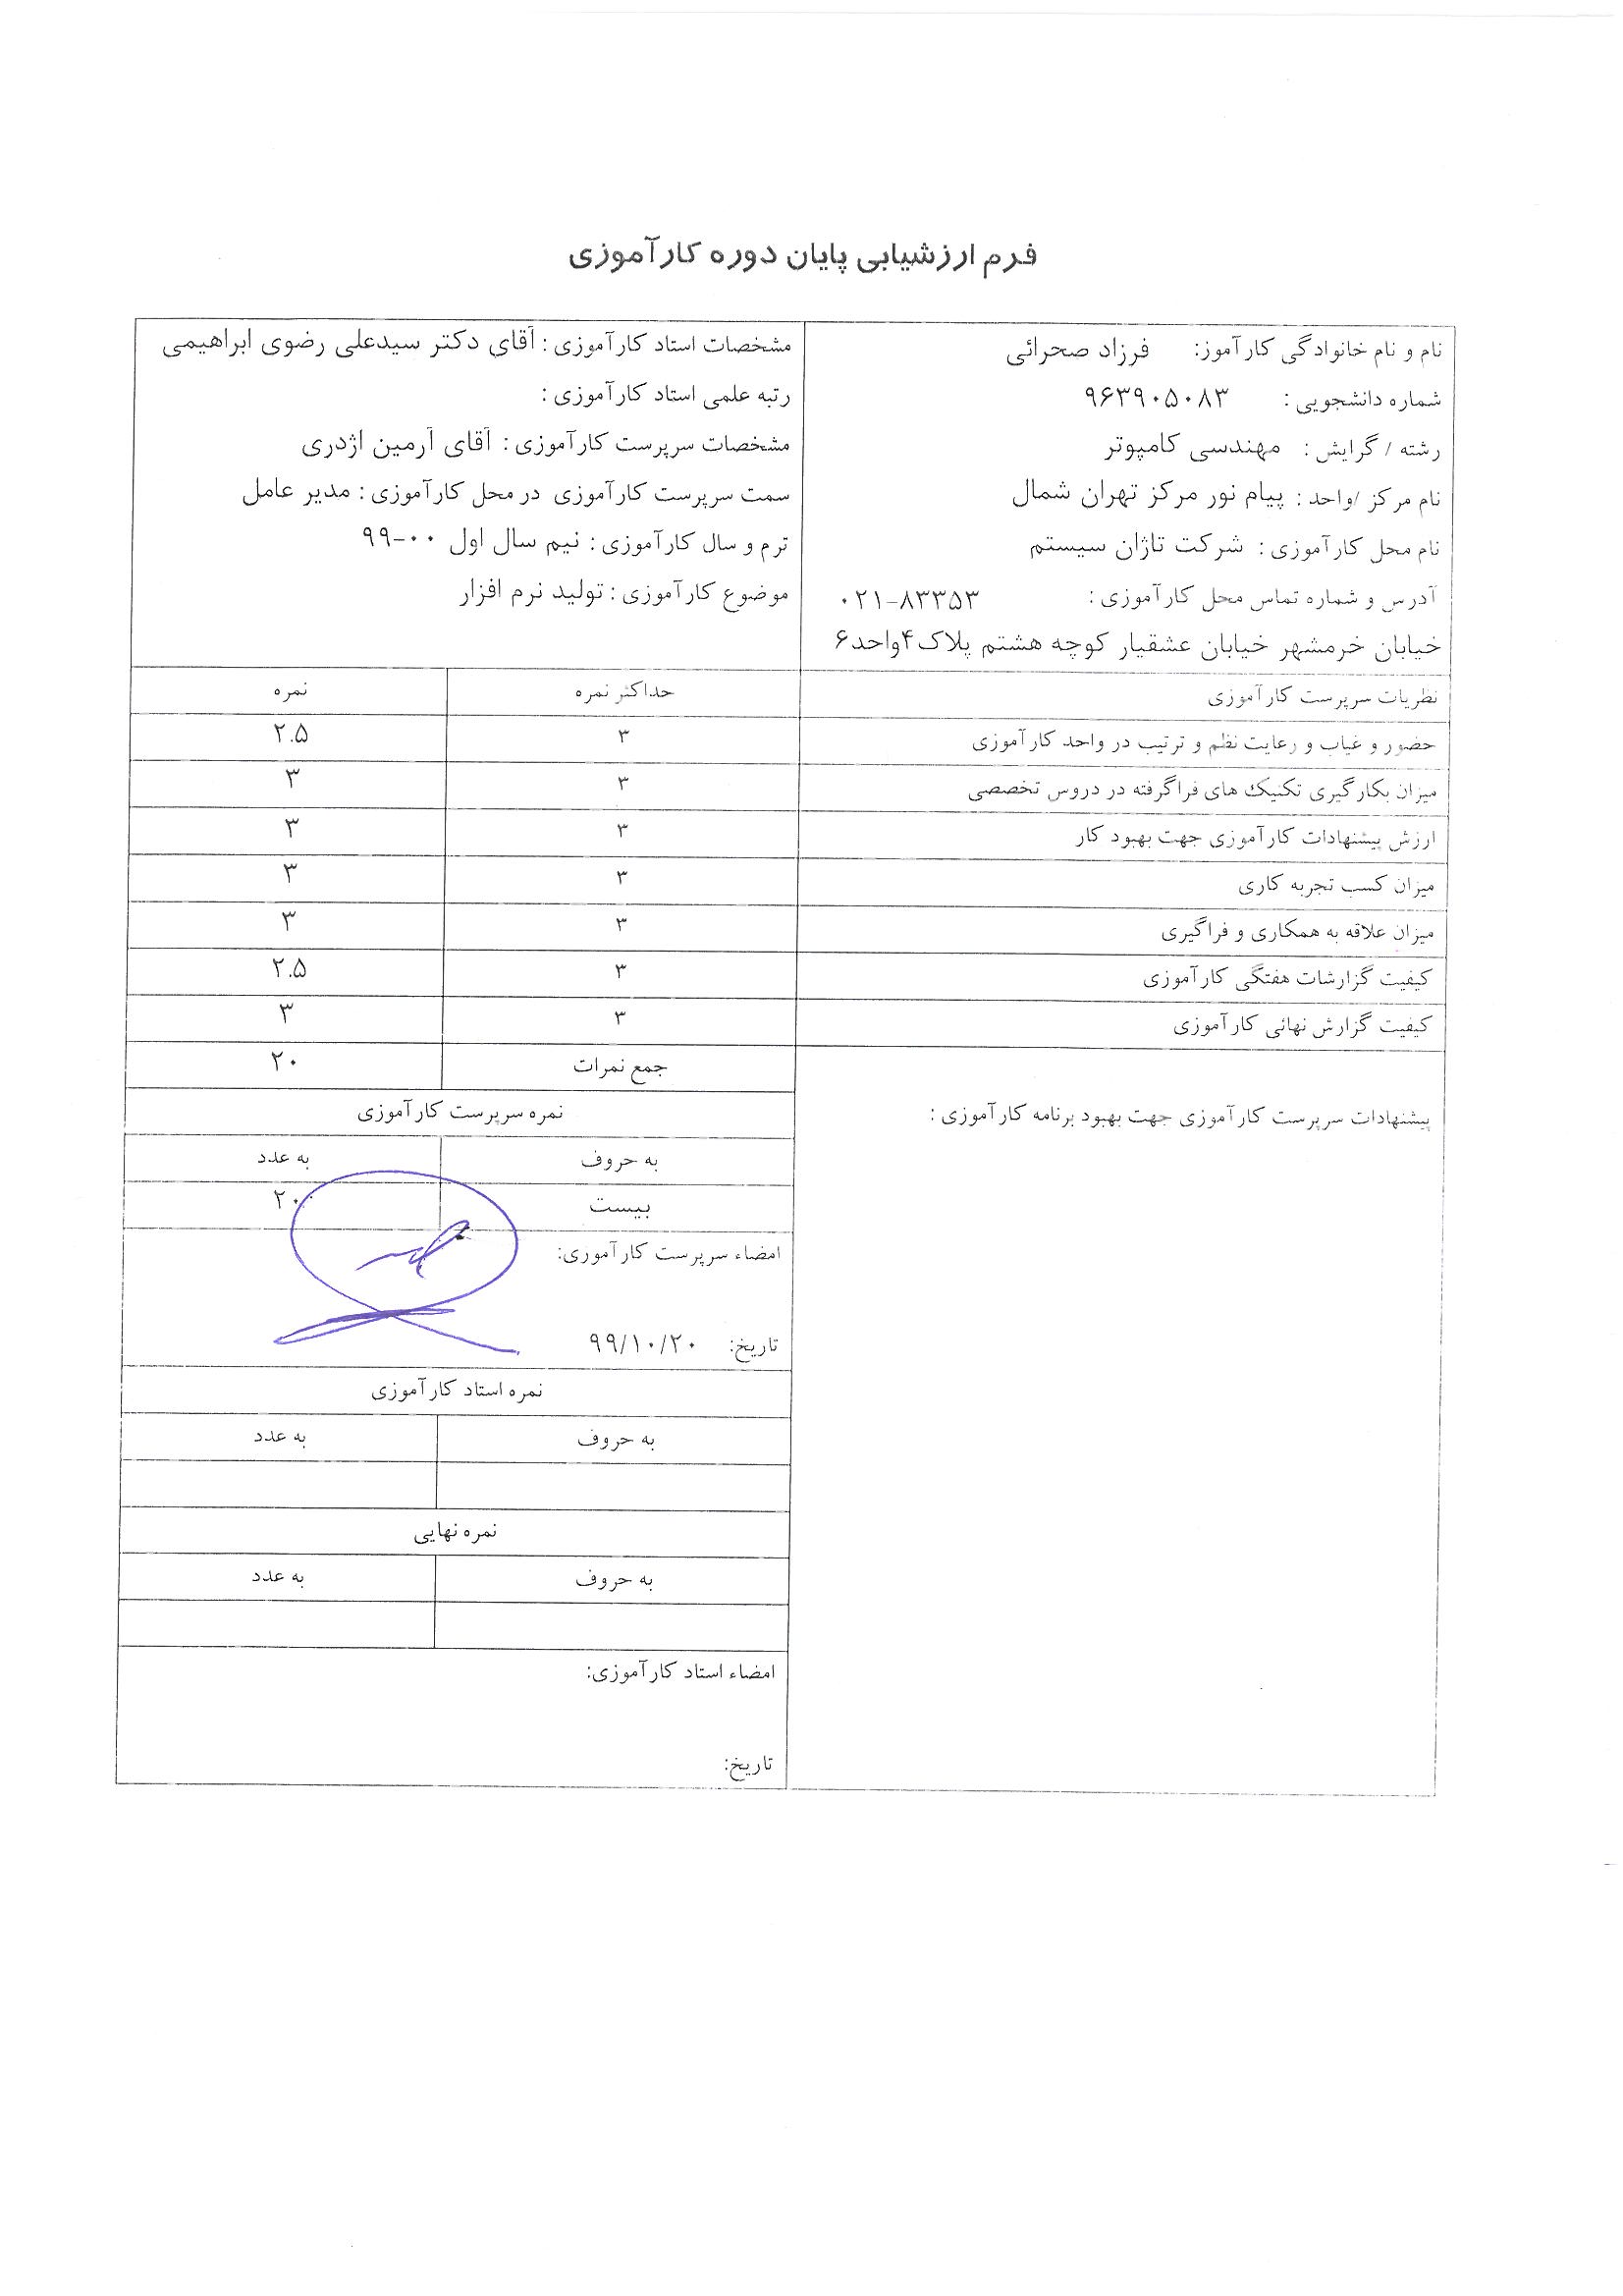 فرم ارزشیابی پایان دوره کارآموزی
نام و نام خانوادگی کارآموز: فرزاد صحرائی
شماره دانشجویی : ۹۶۳۹۰۵۰۸۳
رشته / گرایش : مهندسی کامپیوتر
نام مرکز /واحد : پیام نور مرکز تهران شمال
نام محل کارآموزی : شرکت تاژان سیستم
آدرس و شماره تماس محل کارآموزی : ۰۲۱-۸۳۳۵۳
خیابان خرمشهر خیابان عشقیار کوچه هشتم پلاک۴واحد۶
مشخصات استاد کارآموزی : آقای دکتر سیدعلی رضوی ابراهیمی
رتبه علمی استاد کارآموزی :
مشخصات سرپرست کارآموزی : آقای آرمین اژدری
سمت سرپرست کارآموزی در محل کارآموزی : مدیر عامل
ترم و سال کارآموزی : نیم سال اول ۰۰-۹۹
موضوع کارآموزی : تولید نرم افزار
نظریات سرپرست کارآموزی حداکثر نمره نمره
حضور و غیاب و رعایت نظم و ترتیب در واحد کارآموزی ۳ ۲.۵
میزان بکارگیری تکنیک های فراگرفته در دروس تخصصی ۳ ۳
ارزش پیشنهادات کارآموزی جهت بهبود کار ۳ ۳
میزان کسب تجربه کاری ۳ ۳
میزان علاقه به همکاری و فراگیری ۳ ۳
کیفیت گزارشات هفتگی کارآموزی ۳ ۲.۵
کیفیت گزارش نهائی کارآموزی ۳ ۳
جمع نمرات ۲۰
پیشنهادات سرپرست کارآموزی جهت بهبود برنامه کارآموزی :
نمره سرپرست کارآموزی
به حروف به عدد
بیست ۲۰
امضاء سرپرست کارآموری:
تاریخ: ۹۹/۱۰/۲۰
نمره استاد کارآموزی
به حروف به عدد
نمره نهایی
به حروف به عدد
امضاء استاد کارآموزی:
تاریخ: